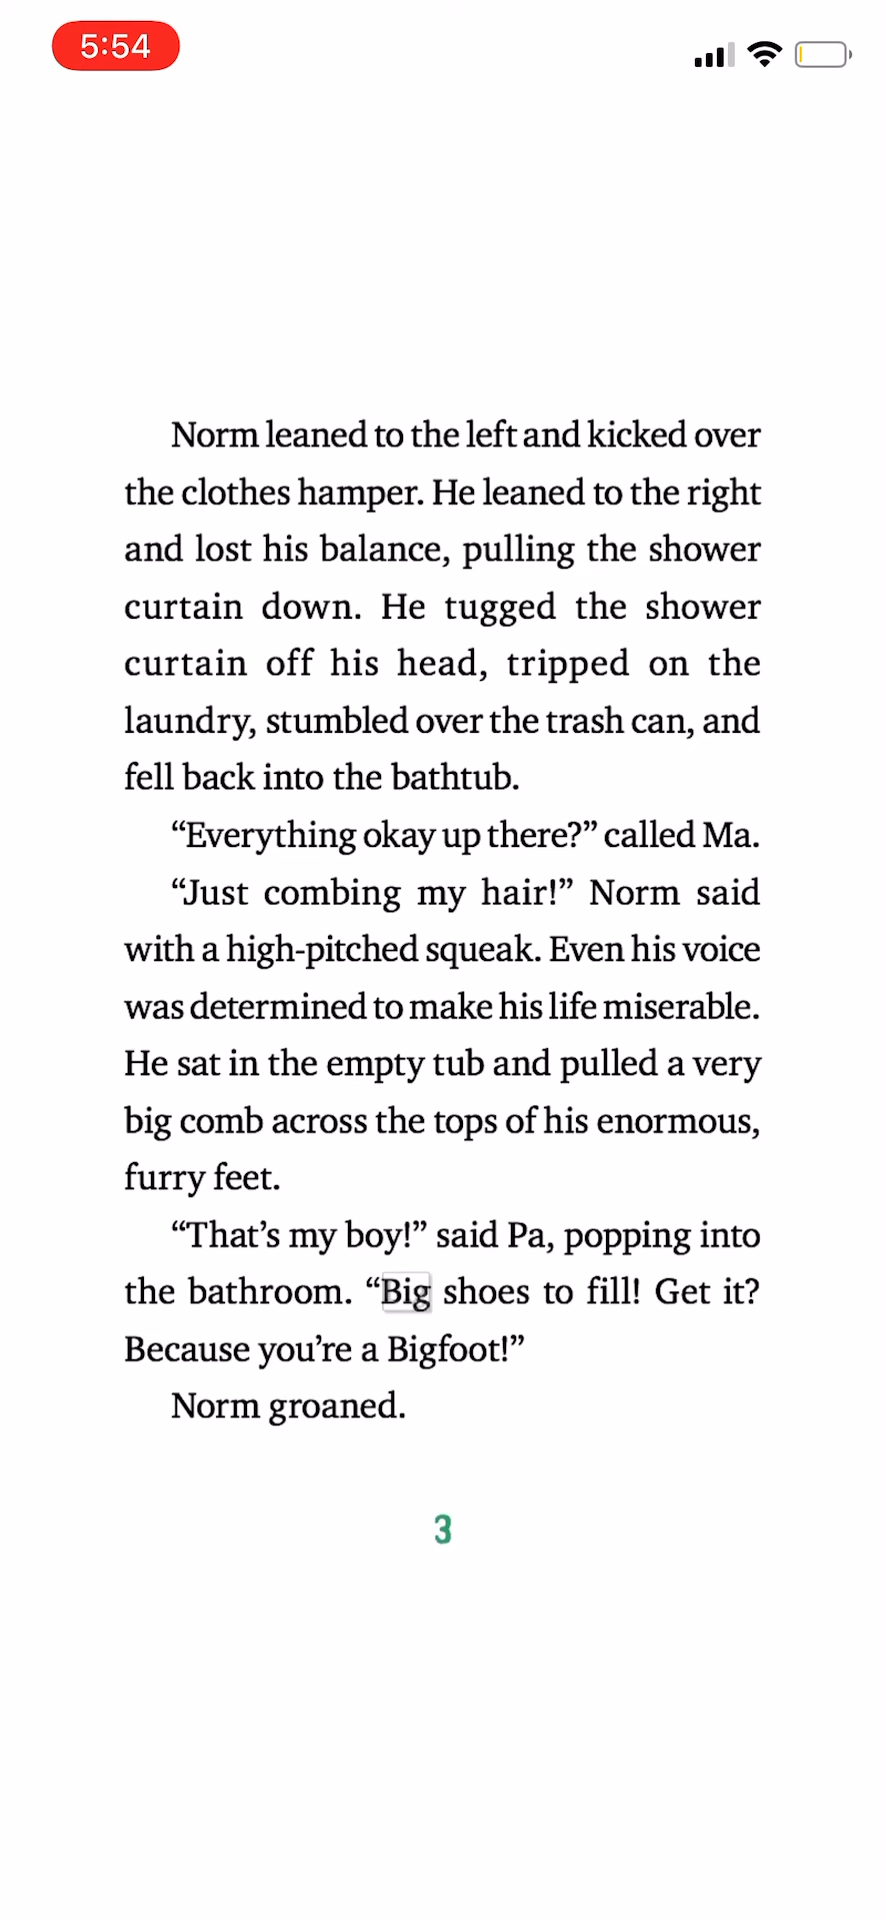 5:54
Norm leaned to the left and kicked over
the clothes hamper. He leaned to the right
and lost his balance, pulling the shower
curtain down. He tugged the shower
curtain off his head, tripped on the
laundry, stumbled over the trash can, and
fell back into the bathtub.
“Everything okay up there?” called Ma.
“Just combing my hair!” Norm said
with a high-pitched squeak. Even his voice
was determined to make his life miserable.
He sat in the empty tub and pulled a very
big comb across the tops of his enormous,
furry feet.
“That’s my boy!” said Pa, popping into
the bathroom. “Big shoes to fill! Get it?
Because you’re a Bigfoot!”
Norm groaned.
3